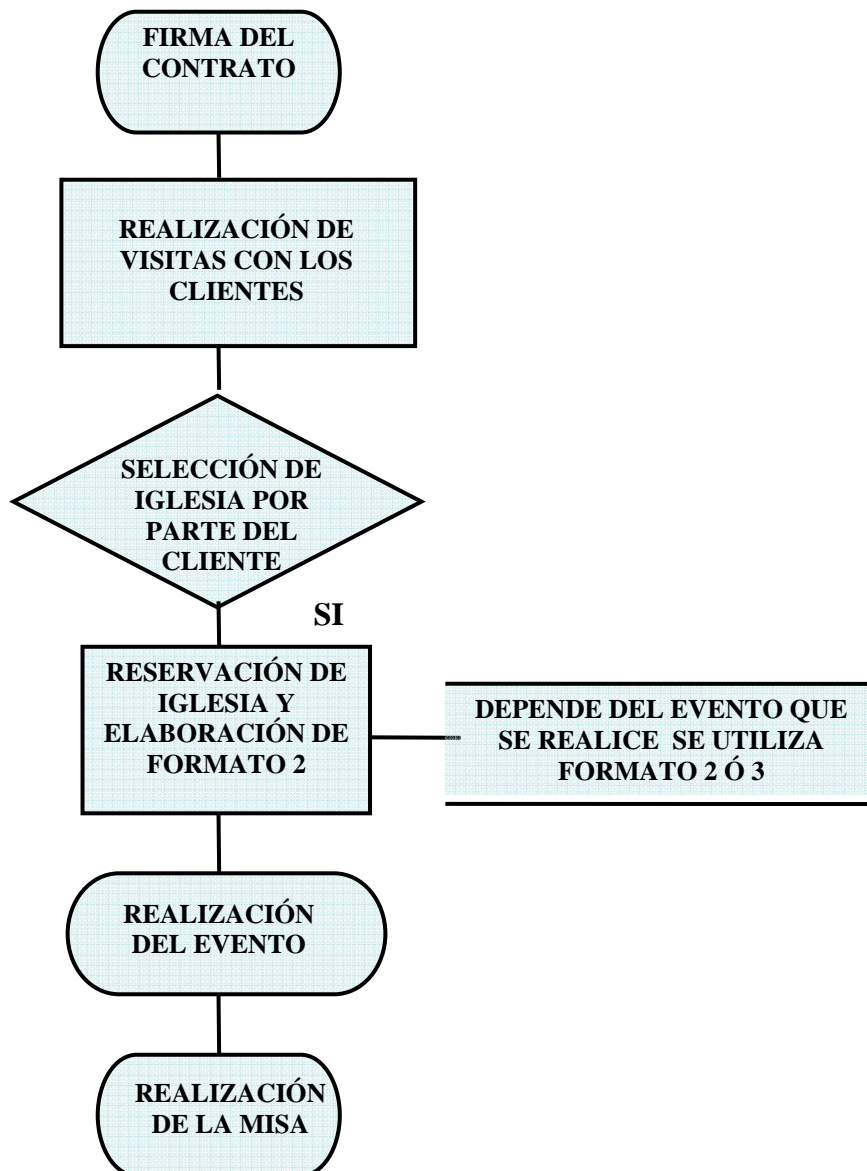 FIRMA DEL
CONTRATO
REALIZACIÓN DE
VISITAS CON LOS
CLIENTES
SELECCIÓN DE
IGLESIA POR
PARTE DEL
CLIENTE
SI
RESERVACIÓN DE
IGLESIA Y
ELABORACIÓN DE
FORMATO 2
DEPENDE DEL EVENTO QUE
SE REALICE SE UTILIZA
FORMATO 2 Ó 3
REALIZACIÓN
DEL EVENTO
REALIZACIÓN
DE LA MISA